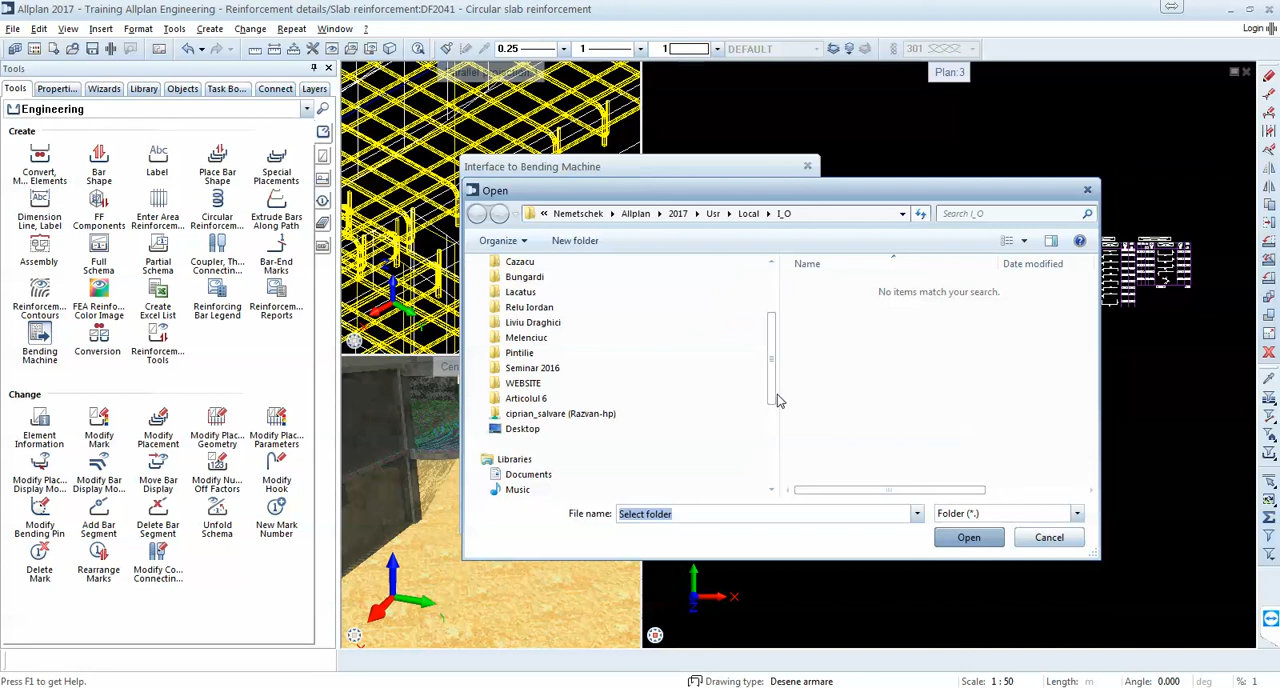 Allplan 2017 - Training Allplan Engineering - Reinforcement details/Slab reinforcement:DF2041 - Circular slab reinforcement
File Edit View Insert Format Tools Create Change Repeat Window ? Login
0.25 1 1 DEFAULT 301
Tools
Plan:3
Tools Properti... Wizards Library Objects Task Bo... Connect Layers
Engineering
Create
Convert, M... Elements
Bar Shape
Label
Place Bar Shape
Special Placements
Dimension Line, Label
FF Components
Enter Area Reinforcem...
Circular Reinforcem...
Extrude Bars Along Path
Assembly
Full Schema
Partial Schema
Coupler, Th... Connectin...
Bar-End Marks
Reinforcem... Contours
FEA Reinfor... Color Image
Create Excel List
Reinforcing Bar Legend
Reinforcem... Reports
Bending Machine
Conversion
Reinforcem... Tools
Change
Element Information
Modify Mark
Modify Placement
Modify Plac... Geometry
Modify Plac... Parameters
Modify Plac... Display Mo...
Modify Bar Display Mo...
Move Bar Display
Modify Nu... Off Factors
Modify Hook
Modify Bending Pin
Add Bar Segment
Delete Bar Segment
Unfold Schema
New Number Mark
Delete Mark
Rearrange Marks
Modify Co... Connectin...
Interface to Bending Machine
Open
« Nemetschek Allplan 2017 Usr Local I_O
Search I_O
Organize New folder
Cazacu
Bungardi
Lacatus
Relu Iordan
Liviu Draghici
Melenciuc
Pintilie
Seminar 2016
WEBSITE
Articolul 6
ciprian_salvare (Razvan-hp)
Desktop
Libraries
Documents
Music
Name Date modified
No items match your search.
File name: Select folder Folder (*.)
Open Cancel
X
Z
Press F1 to get Help.
Drawing type: Desene armare Scale: 1 : 50 Length: m Angle: 0.000 deg %: 1